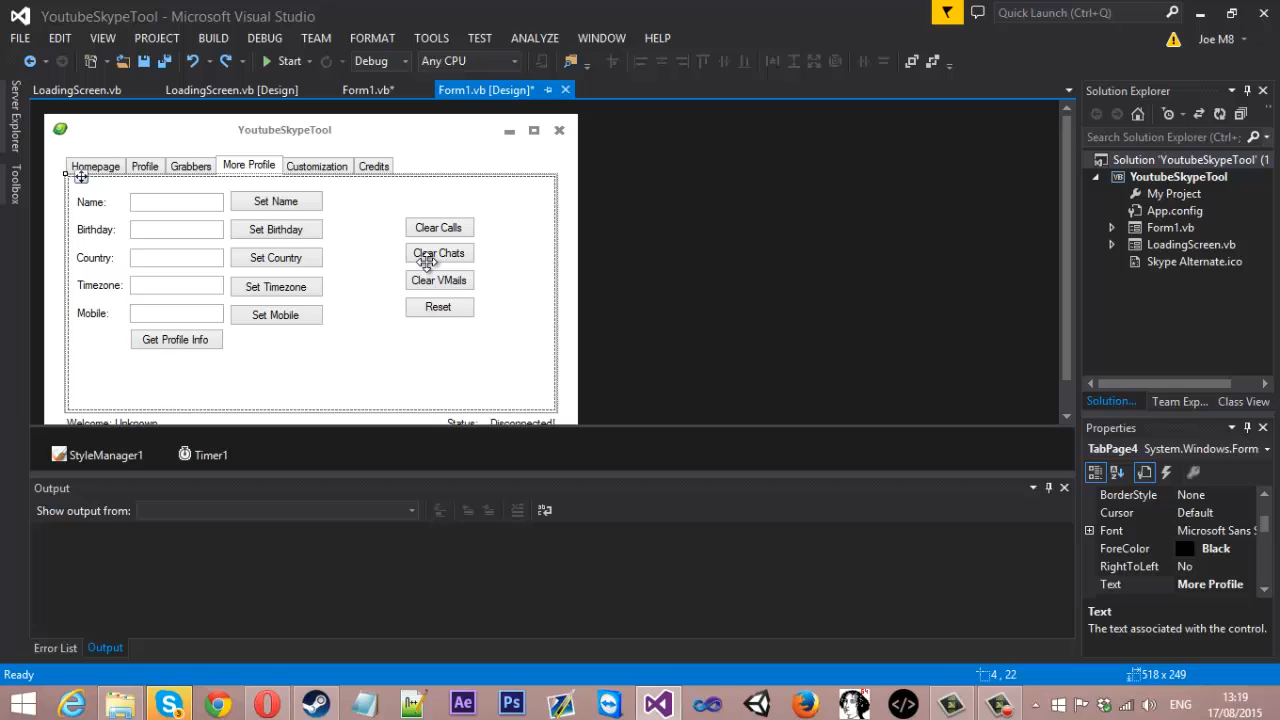 YoutubeSkypeTool - Microsoft Visual Studio
Quick Launch (Ctrl+Q)
FILE EDIT VIEW PROJECT BUILD DEBUG TEAM FORMAT TOOLS TEST ANALYZE WINDOW HELP
Joe M8
Start Debug Any CPU
LoadingScreen.vb LoadingScreen.vb [Design] Form1.vb* Form1.vb [Design]*
Server Explorer
Toolbox
YoutubeSkypeTool
Homepage Profile Grabbers More Profile Customization Credits
Name: Set Name
Birthday: Set Birthday
Country: Set Country
Timezone: Set Timezone
Mobile: Set Mobile
Get Profile Info
Clear Calls
Clear Chats
Clear VMails
Reset
Welcome: Unknown Status: Disconnected!
StyleManager1 Timer1
Output
Show output from:
Error List Output
Solution Explorer
Search Solution Explorer (Ctrl+;)
Solution 'YoutubeSkypeTool' (1
YoutubeSkypeTool
My Project
App.config
Form1.vb
LoadingScreen.vb
Skype Alternate.ico
Solution... Team Exp... Class View
Properties
TabPage4 System.Windows.Form
BorderStyle None
Cursor Default
Font Microsoft Sans S
ForeColor Black
RightToLeft No
Text More Profile
Text
The text associated with the control.
Ready 4 , 22 518 x 249
Ae Ps
13:19
17/08/2015